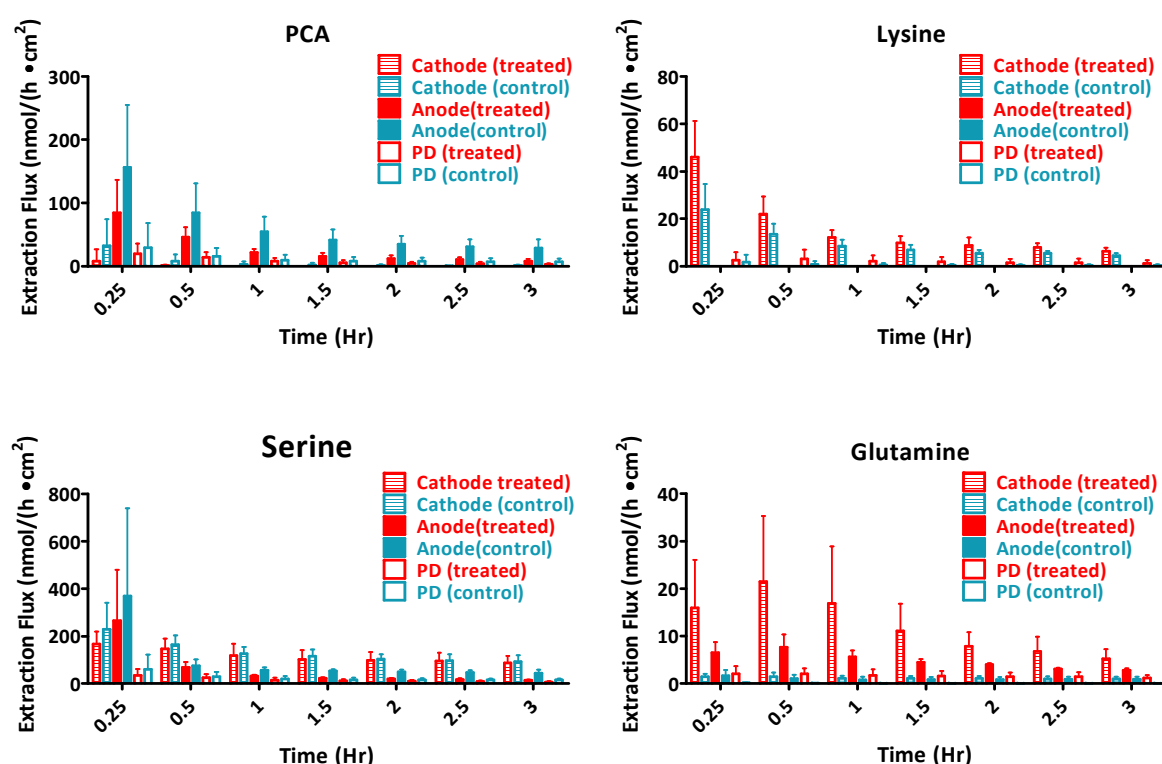 PCA
Extraction Flux (nmol/(h •cm²)
300
200
100
0
Cathode (treated)
Cathode (control)
Anode(treated)
Anode(control)
PD (treated)
PD (control)
0.25
0.5
1
1.5
2
2.5
3
Time (Hr)
Lysine
Extraction Flux (nmol/(h •cm²)
80
60
40
20
0
Cathode (treated)
Cathode (control)
Anode(treated)
Anode(control)
PD (treated)
PD (control)
0.25
0.5
1
1.5
2
2.5
3
Time (Hr)
Serine
Extraction Flux (nmol/(h •cm²)
800
600
400
200
0
Cathode treated)
Cathode (control)
Anode(treated)
Anode(control)
PD (treated)
PD (control)
0.25
0.5
1
1.5
2
2.5
3
Time (Hr)
Glutamine
Extraction Flux (nmol/(h •cm²)
40
30
20
10
0
Cathode (treated)
Cathode (control)
Anode(treated)
Anode(control)
PD (treated)
PD (control)
0.25
0.5
1
1.5
2
2.5
3
Time (Hr)